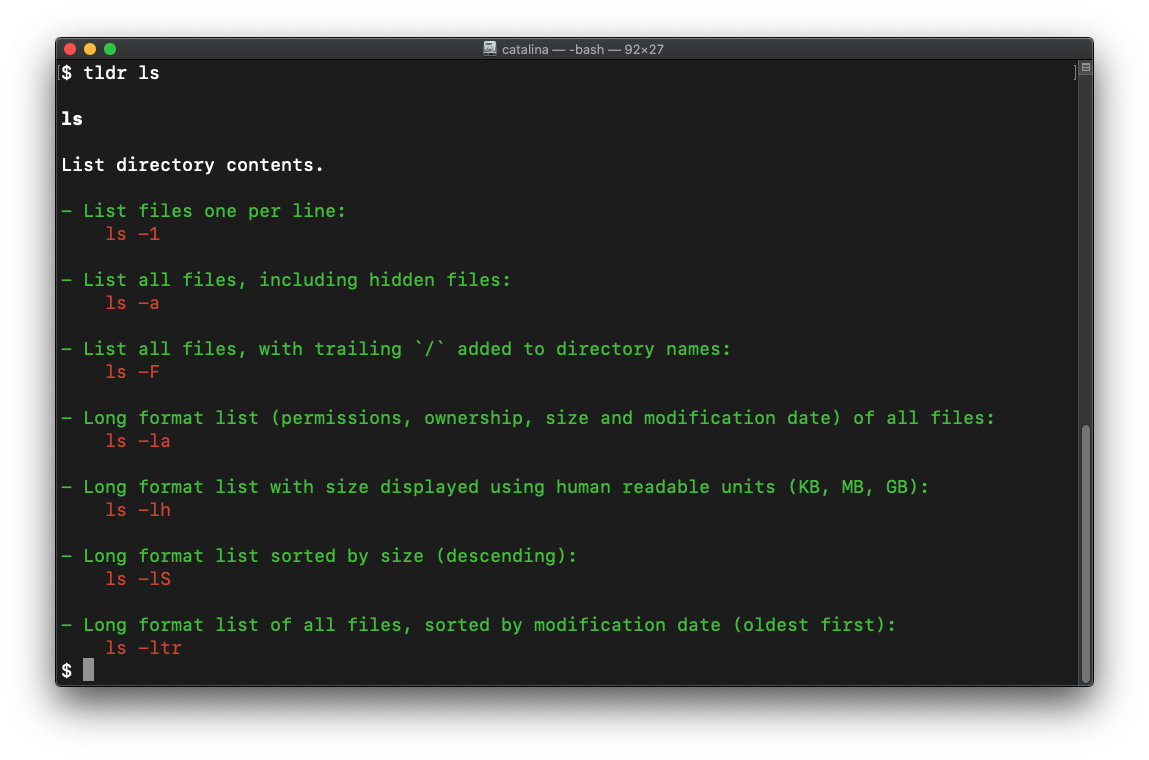 catalina — -bash — 92×27
$ tldr ls
ls
List directory contents.
- List files one per line:
ls -1
- List all files, including hidden files:
ls -a
- List all files, with trailing `/` added to directory names:
ls -F
- Long format list (permissions, ownership, size and modification date) of all files:
ls -la
- Long format list with size displayed using human readable units (KB, MB, GB):
ls -lh
- Long format list sorted by size (descending):
ls -lS
- Long format list of all files, sorted by modification date (oldest first):
ls -ltr
$